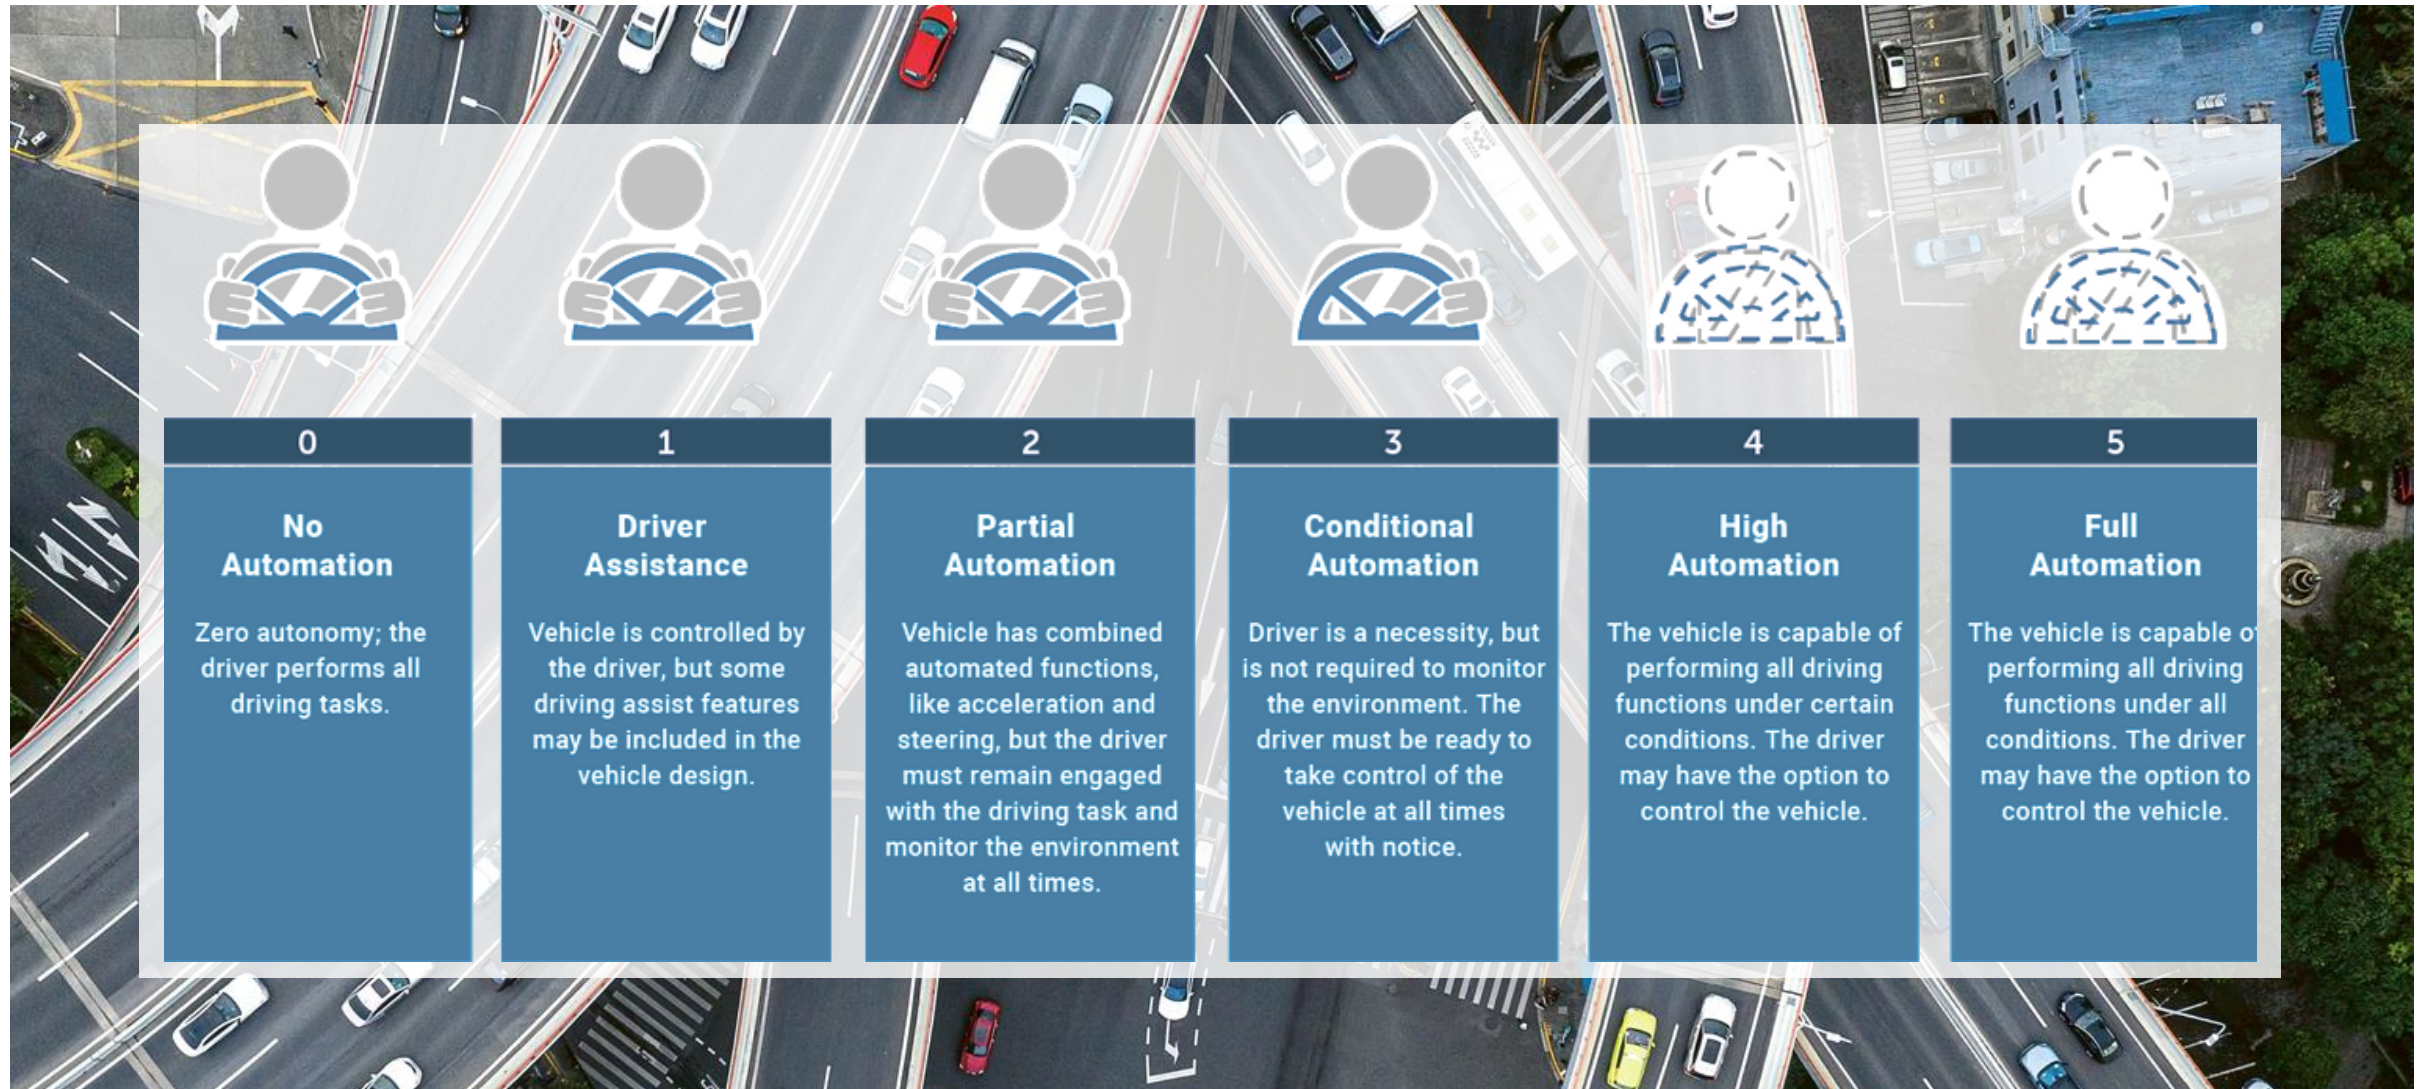 0
No
Automation
Zero autonomy; the
driver performs all
driving tasks.
1
Driver
Assistance
Vehicle is controlled by
the driver, but some
driving assist features
may be included in the
vehicle design.
2
Partial
Automation
Vehicle has combined
automated functions,
like acceleration and
steering, but the driver
must remain engaged
with the driving task and
monitor the environment
at all times.
3
Conditional
Automation
Driver is a necessity, but
is not required to monitor
the environment. The
driver must be ready to
take control of the
vehicle at all times
with notice.
4
High
Automation
The vehicle is capable of
performing all driving
functions under certain
conditions. The driver
may have the option to
control the vehicle.
5
Full
Automation
The vehicle is capable of
performing all driving
functions under all
conditions. The driver
may have the option to
control the vehicle.